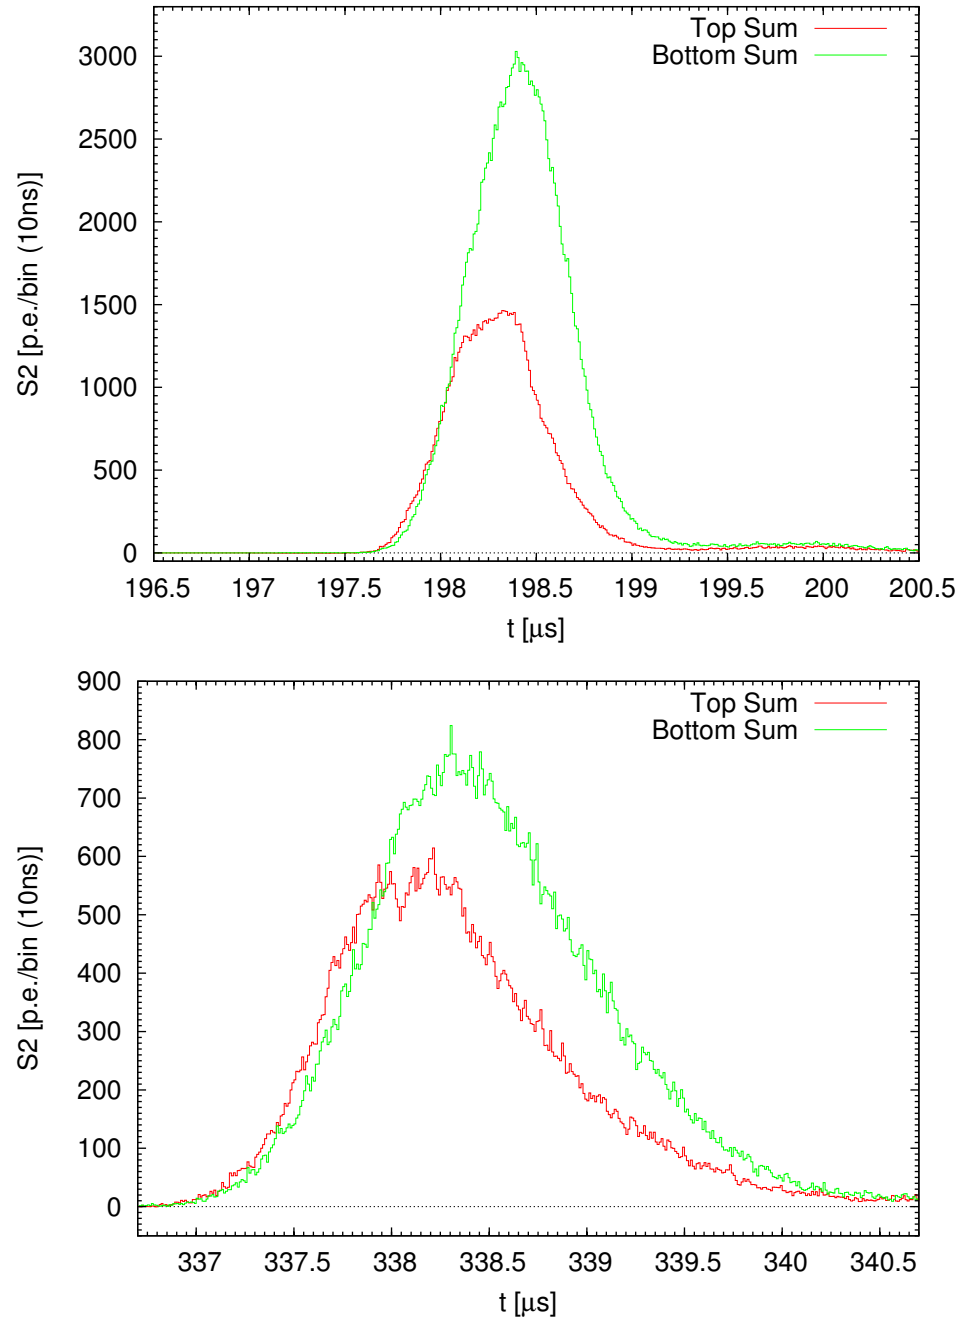 Top Sum
Bottom Sum
3000
2500
2000
1500
1000
500
0
S2 [p.e./bin (10ns)]
196.5 197 197.5 198 198.5 199 199.5 200 200.5
t [μs]
Top Sum
Bottom Sum
900
800
700
600
500
400
300
200
100
0
S2 [p.e./bin (10ns)]
337 337.5 338 338.5 339 339.5 340 340.5
t [μs]